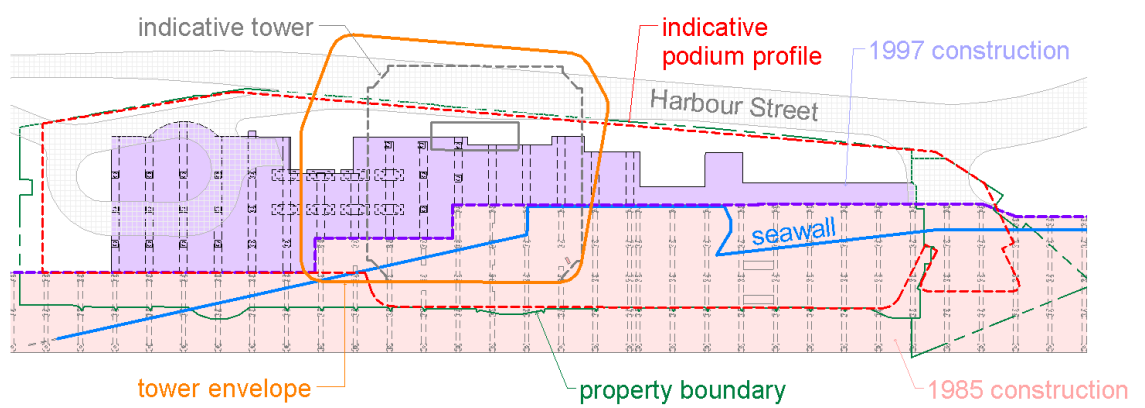 indicative tower
indicative
podium profile
1997 construction
Harbour Street
seawall
tower envelope
property boundary
1985 construction